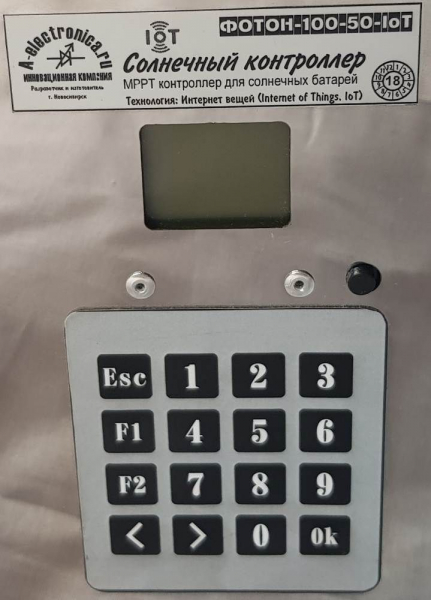 A-electronica.ru
ИННОВАЦИОННАЯ КОМПАНИЯ
Разработчик и изготовитель
г. Новосибирск
IoT
ФОТОН-100-50-IoT
Солнечный контроллер
MPPT контроллер для солнечных батарей
Технология: Интернет вещей (Internet of Things, IoT)
18
Esc 1 2 3
F1 4 5 6
F2 7 8 9
< > 0 Ok